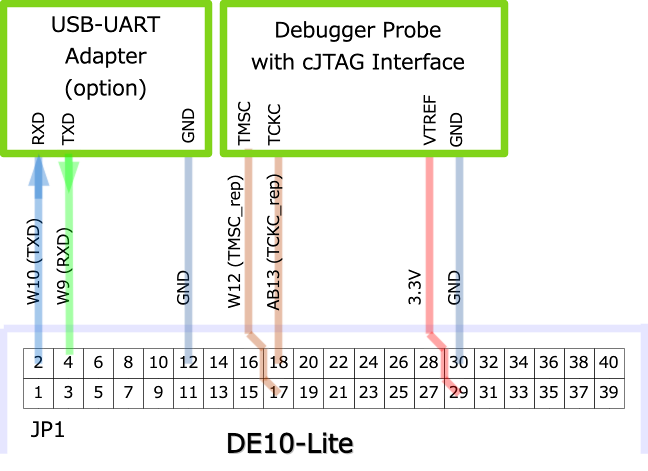 USB-UART
Adapter
(option)
RXD
TXD
GND
Debugger Probe
with cJTAG Interface
TMSC
TCKC
VTREF
GND
W10 (TXD)
W9 (RXD)
GND
W12 (TMSC_rep)
AB13 (TCKC_rep)
3.3V
GND
2 4 6 8 10 12 14 16 18 20 22 24 26 28 30 32 34 36 38 40
1 3 5 7 9 11 13 15 17 19 21 23 25 27 29 31 33 35 37 39
JP1
DE10-Lite